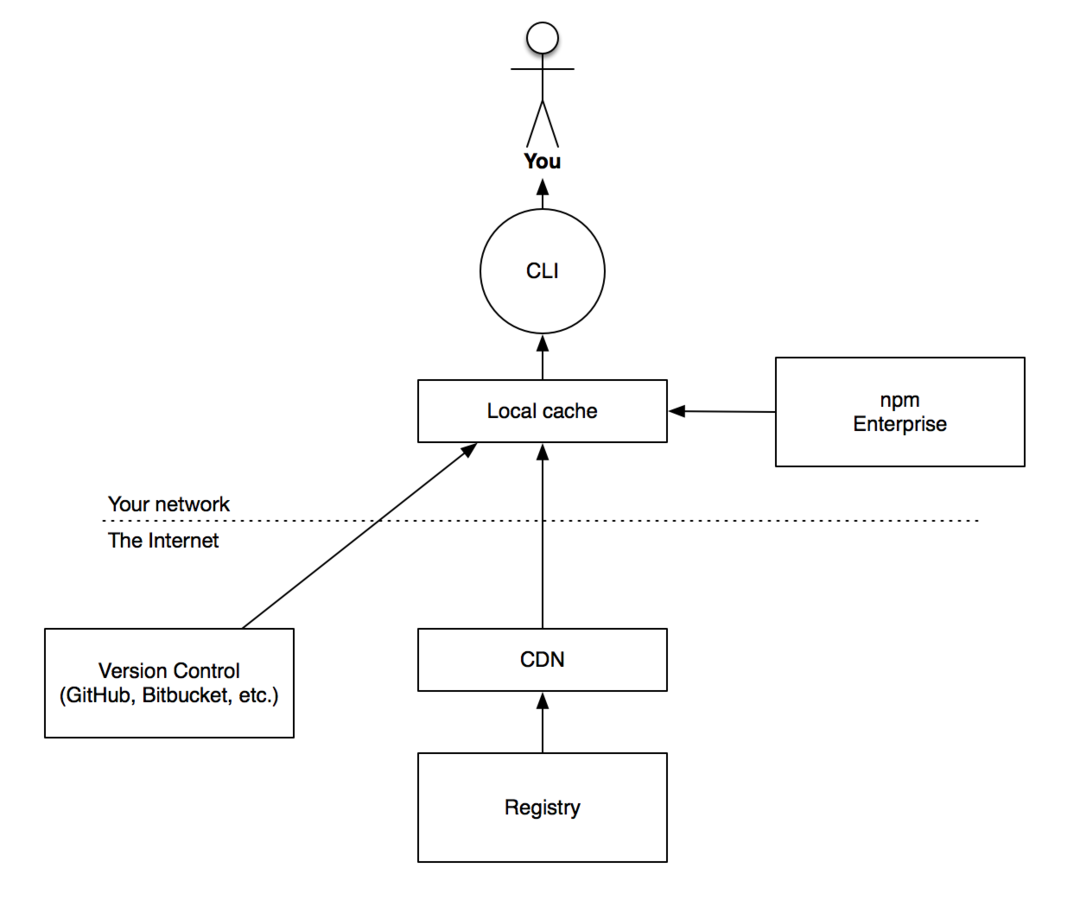 You
CLI
Local cache
npm
Enterprise
Your network
The Internet
Version Control
(GitHub, Bitbucket, etc.)
CDN
Registry